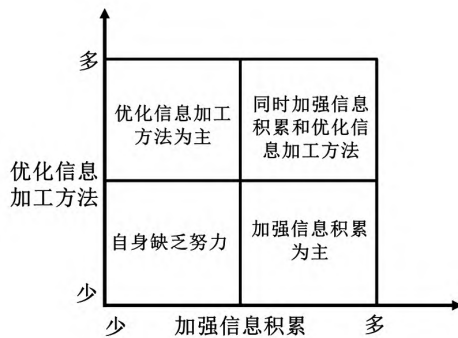 多
优化信息加工
方法为主
同时加强信息
积累和优化信
息加工方法
优化信息
加工方法
自身缺乏努力
加强信息积累
为主
少
少
加强信息积累
多